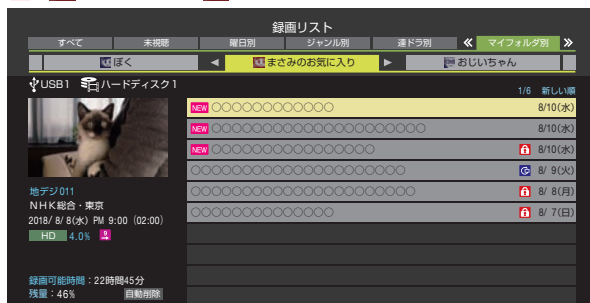 録画リスト
すべて 未視聴 曜日別 ジャンル別 連ドラ別 ≪ マイフォルダ別 ≫
ぼく ◀ まさみのお気に入り ▶ おじいちゃん
USB1 ハードディスク1
1/6 新しい順
NEW 〇〇〇〇〇〇〇〇〇〇〇〇 8/10(水)
NEW 〇〇〇〇〇〇〇〇〇〇〇〇〇〇〇〇〇〇〇〇〇 8/10(水)
NEW 〇〇〇〇〇〇〇〇〇〇〇〇〇〇〇〇 8/10(水)
〇〇〇〇〇〇〇〇〇〇〇〇〇〇〇〇〇〇〇〇〇 8/ 9(火)
〇〇〇〇〇〇〇〇〇〇〇〇〇〇〇〇〇〇〇〇〇〇 8/ 8(月)
〇〇〇〇〇〇〇〇〇〇〇〇〇〇 8/ 7(日)
地デジ011
NHK総合・東京
2018/ 8/ 8(水) PM 9:00 (02:00)
HD 4.0%
録画可能時間：22時間45分
残量：46% 自動削除